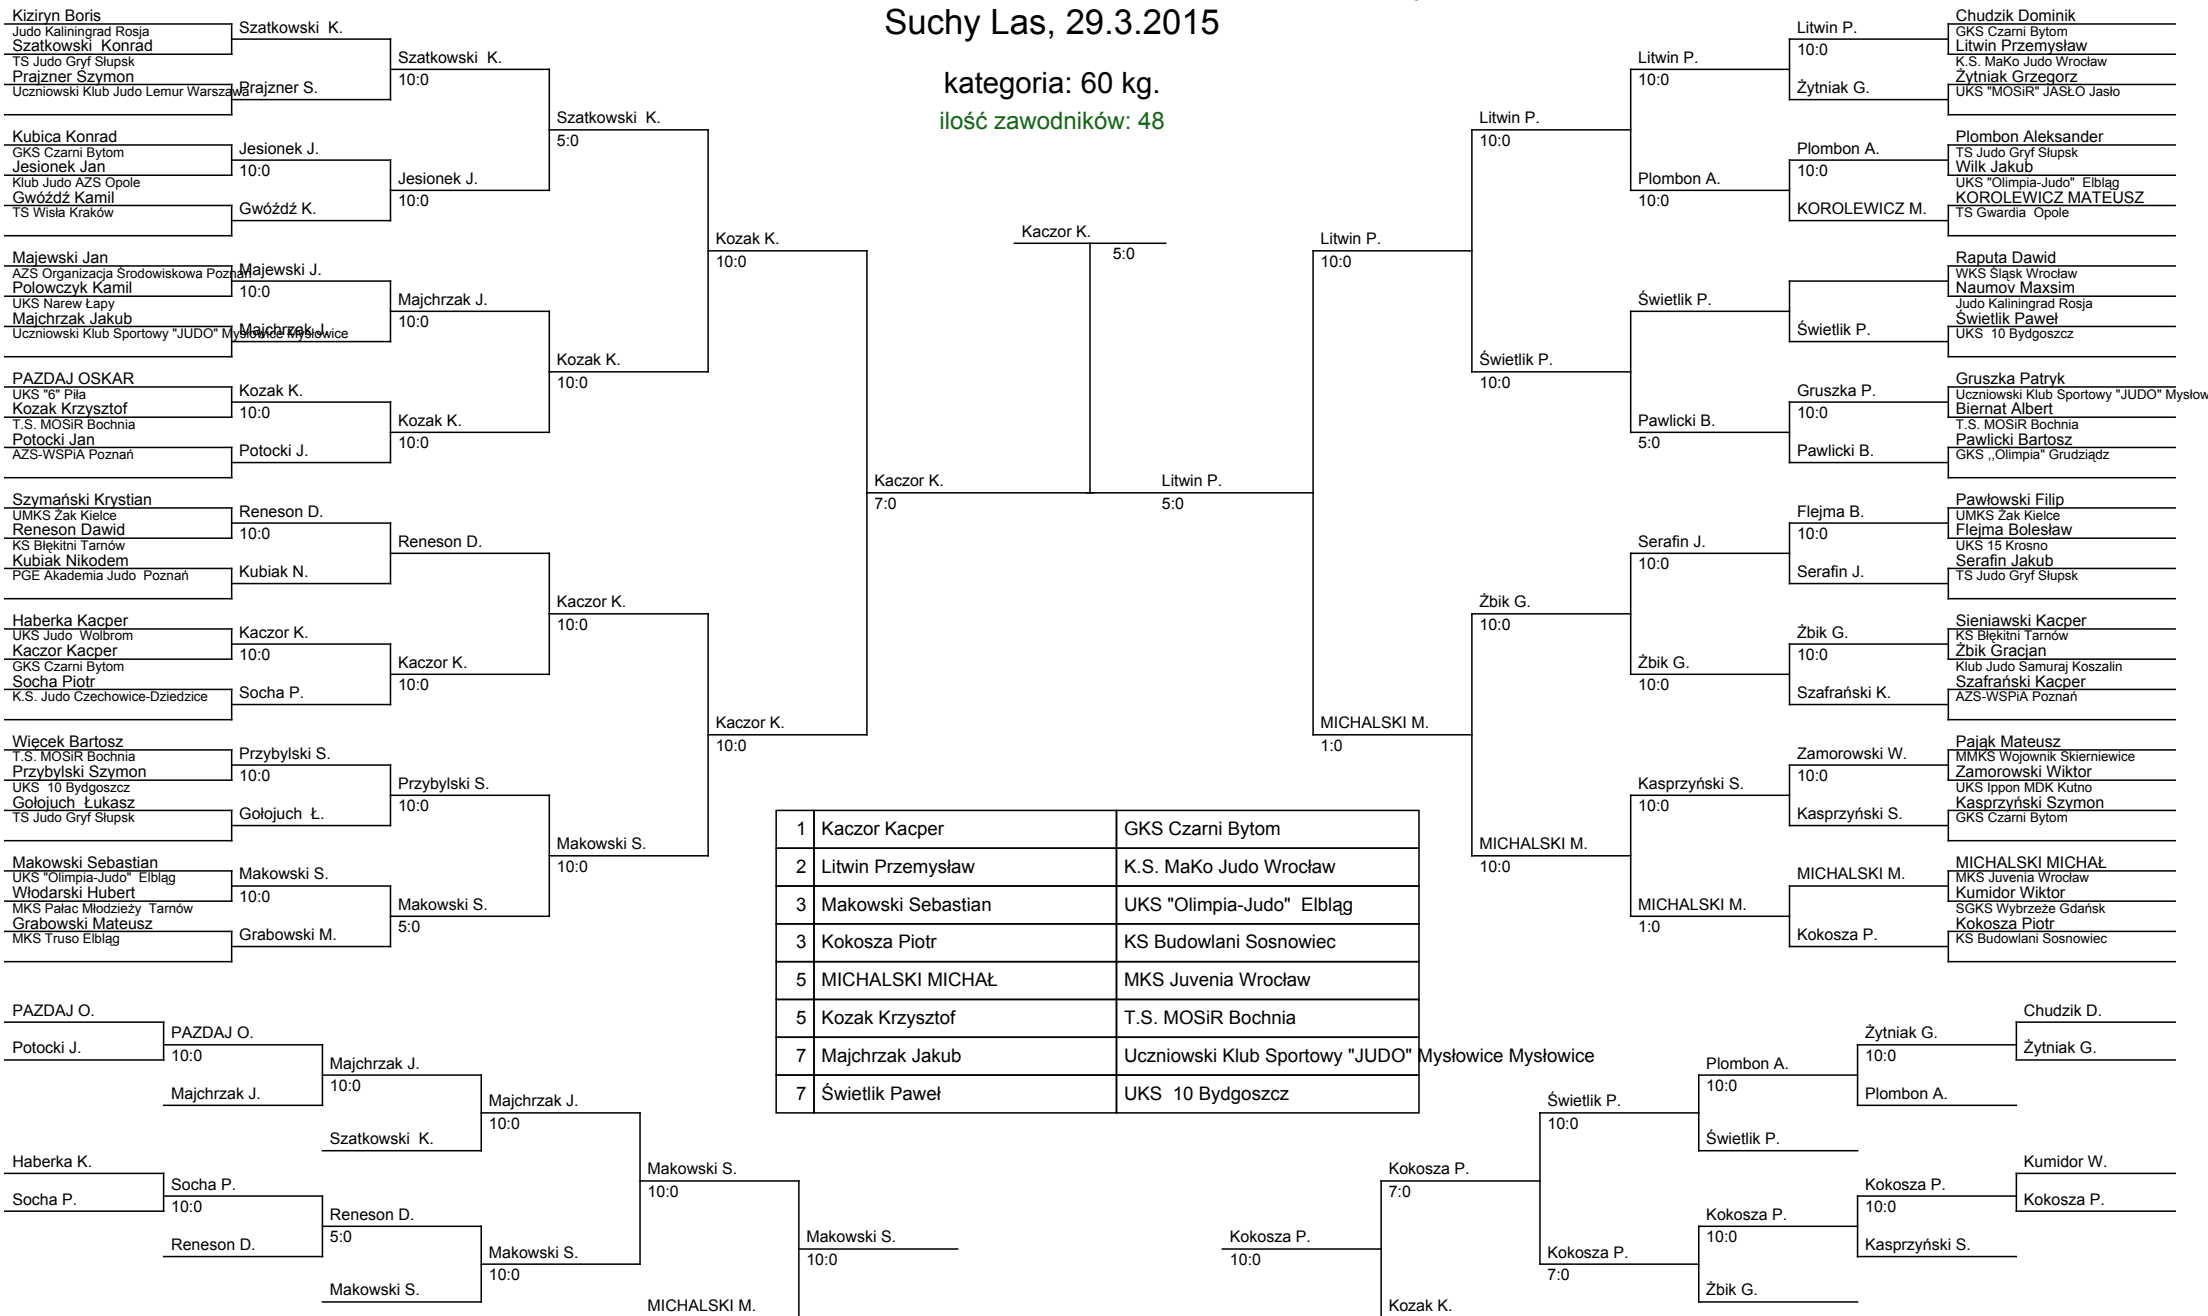 Suchy Las, 29.3.2015
kategoria: 60 kg.
ilość zawodników: 48
Kiziryn Boris
Judo Kaliningrad Rosja
Szatkowski Konrad
TS Judo Gryf Słupsk
Prajzner Szymon
Uczniowski Klub Judo Lemur Warszawa
Kubica Konrad
GKS Czarni Bytom
Jesionek Jan
Klub Judo AZS Opole
Gwóźdź Kamil
TS Wisła Kraków
Majewski Jan
AZS Organizacja Środowiskowa Poznań
Polowczyk Kamil
UKS Narew Łapy
Majchrzak Jakub
Uczniowski Klub Sportowy "JUDO" Mysłowice Mysłowice
PAZDAJ OSKAR
UKS "6" Piła
Kozak Krzysztof
T.S. MOSiR Bochnia
Potocki Jan
AZS-WSPiA Poznań
Szymański Krystian
UMKS Żak Kielce
Reneson Dawid
KS Błękitni Tarnów
Kubiak Nikodem
PGE Akademia Judo Poznań
Haberka Kacper
UKS Judo Wolbrom
Kaczor Kacper
GKS Czarni Bytom
Socha Piotr
K.S. Judo Czechowice-Dziedzice
Więcek Bartosz
T.S. MOSiR Bochnia
Przybylski Szymon
UKS 10 Bydgoszcz
Gołojuch Łukasz
TS Judo Gryf Słupsk
Makowski Sebastian
UKS "Olimpia-Judo" Elbląg
Włodarski Hubert
MKS Pałac Młodzieży Tarnów
Grabowski Mateusz
MKS Truso Elbląg
Szatkowski K.
Prajzner S.
Jesionek J.
10:0
Gwóźdź K.
Majewski J.
10:0
Majchrzak J.
Kozak K.
10:0
Potocki J.
Reneson D.
10:0
Kubiak N.
Kaczor K.
10:0
Socha P.
Przybylski S.
10:0
Gołojuch Ł.
Makowski S.
10:0
Grabowski M.
Szatkowski K.
10:0
Jesionek J.
10:0
Majchrzak J.
10:0
Kozak K.
10:0
Reneson D.
Kaczor K.
10:0
Przybylski S.
10:0
Makowski S.
5:0
Szatkowski K.
5:0
Kozak K.
10:0
Kaczor K.
10:0
Makowski S.
10:0
Kozak K.
10:0
Kaczor K.
10:0
Kaczor K.
7:0
Kaczor K.
5:0
Litwin P.
5:0
Litwin P.
10:0
MICHALSKI M.
1:0
Litwin P.
10:0
Świetlik P.
10:0
Żbik G.
10:0
MICHALSKI M.
10:0
Litwin P.
10:0
Plombon A.
10:0
Świetlik P.
Pawlicki B.
5:0
Serafin J.
10:0
Żbik G.
10:0
Kasprzyński S.
10:0
MICHALSKI M.
1:0
Litwin P.
10:0
Żytniak G.
Plombon A.
10:0
KOROLEWICZ M.
Świetlik P.
Gruszka P.
10:0
Pawlicki B.
Flejma B.
10:0
Serafin J.
Żbik G.
10:0
Szafrański K.
Zamorowski W.
10:0
Kasprzyński S.
MICHALSKI M.
Kokosza P.
Chudzik Dominik
GKS Czarni Bytom
Litwin Przemysław
K.S. MaKo Judo Wrocław
Żytniak Grzegorz
UKS "MOSiR" JASŁO Jasło
Plombon Aleksander
TS Judo Gryf Słupsk
Wilk Jakub
UKS "Olimpia-Judo" Elbląg
KOROLEWICZ MATEUSZ
TS Gwardia Opole
Raputa Dawid
WKS Śląsk Wrocław
Naumov Maxsim
Judo Kaliningrad Rosja
Świetlik Paweł
UKS 10 Bydgoszcz
Gruszka Patryk
Uczniowski Klub Sportowy "JUDO" Mysłow
Biernat Albert
T.S. MOSiR Bochnia
Pawlicki Bartosz
GKS ,,Olimpia" Grudziądz
Pawłowski Filip
UMKS Żak Kielce
Flejma Bolesław
UKS 15 Krosno
Serafin Jakub
TS Judo Gryf Słupsk
Sieniawski Kacper
KS Błękitni Tarnów
Żbik Gracjan
Klub Judo Samuraj Koszalin
Szafrański Kacper
AZS-WSPiA Poznań
Pająk Mateusz
MMKS Wojownik Skierniewice
Zamorowski Wiktor
UKS Ippon MDK Kutno
Kasprzyński Szymon
GKS Czarni Bytom
MICHALSKI MICHAŁ
MKS Juvenia Wrocław
Kumidor Wiktor
SGKS Wybrzeże Gdańsk
Kokosza Piotr
KS Budowlani Sosnowiec
1 Kaczor Kacper GKS Czarni Bytom
2 Litwin Przemysław K.S. MaKo Judo Wrocław
3 Makowski Sebastian UKS "Olimpia-Judo" Elbląg
3 Kokosza Piotr KS Budowlani Sosnowiec
5 MICHALSKI MICHAŁ MKS Juvenia Wrocław
5 Kozak Krzysztof T.S. MOSiR Bochnia
7 Majchrzak Jakub Uczniowski Klub Sportowy "JUDO" Mysłowice Mysłowice
7 Świetlik Paweł UKS 10 Bydgoszcz
PAZDAJ O.
Potocki J.
Haberka K.
Socha P.
PAZDAJ O.
10:0
Majchrzak J.
Socha P.
10:0
Reneson D.
Majchrzak J.
10:0
Szatkowski K.
Reneson D.
5:0
Makowski S.
Majchrzak J.
10:0
Makowski S.
10:0
Makowski S.
10:0
MICHALSKI M.
Makowski S.
10:0
Kokosza P.
10:0
Kokosza P.
7:0
Kozak K.
Świetlik P.
10:0
Kokosza P.
7:0
Plombon A.
10:0
Świetlik P.
Kokosza P.
10:0
Żbik G.
Żytniak G.
10:0
Plombon A.
Kokosza P.
10:0
Kasprzyński S.
Chudzik D.
Żytniak G.
Kumidor W.
Kokosza P.